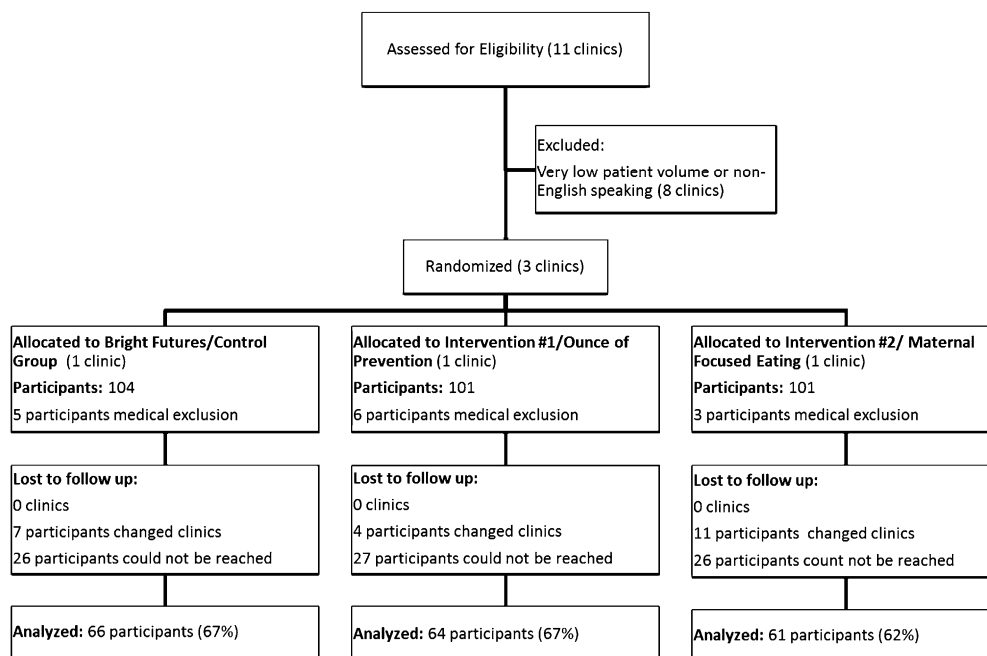 Assessed for Eligibility (11 clinics)
Excluded:
Very low patient volume or non-
English speaking (8 clinics)
Randomized (3 clinics)
Allocated to Bright Futures/Control
Group (1 clinic)
Participants: 104
5 participants medical exclusion
Allocated to Intervention #1/Ounce of
Prevention (1 clinic)
Participants: 101
6 participants medical exclusion
Allocated to Intervention #2/ Maternal
Focused Eating (1 clinic)
Participants: 101
3 participants medical exclusion
Lost to follow up:
0 clinics
7 participants changed clinics
26 participants could not be reached
Lost to follow up:
0 clinics
4 participants changed clinics
27 participants could not be reached
Lost to follow up:
0 clinics
11 participants changed clinics
26 participants count not be reached
Analyzed: 66 participants (67%)
Analyzed: 64 participants (67%)
Analyzed: 61 participants (62%)